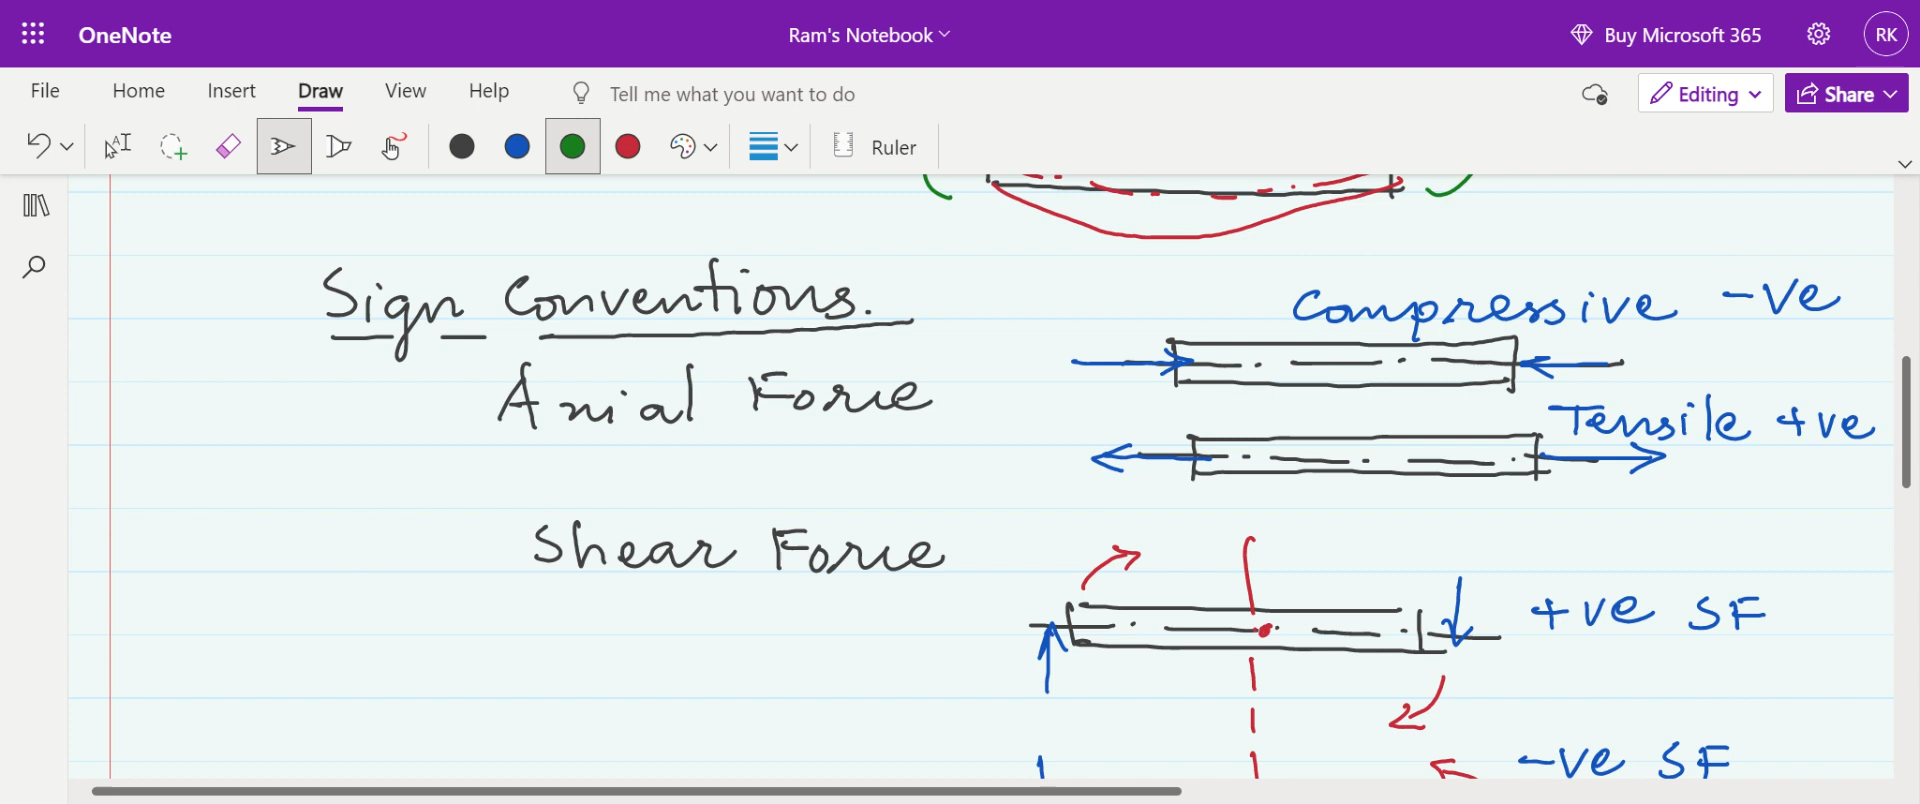 OneNote
Ram's Notebook
Buy Microsoft 365
RK
File Home Insert Draw View Help
Tell me what you want to do
Editing
Share
Ruler
Sign Conventions.
Compressive -ve
Axial Force
Tensile +ve
Shear Force
+ve SF
-ve SF